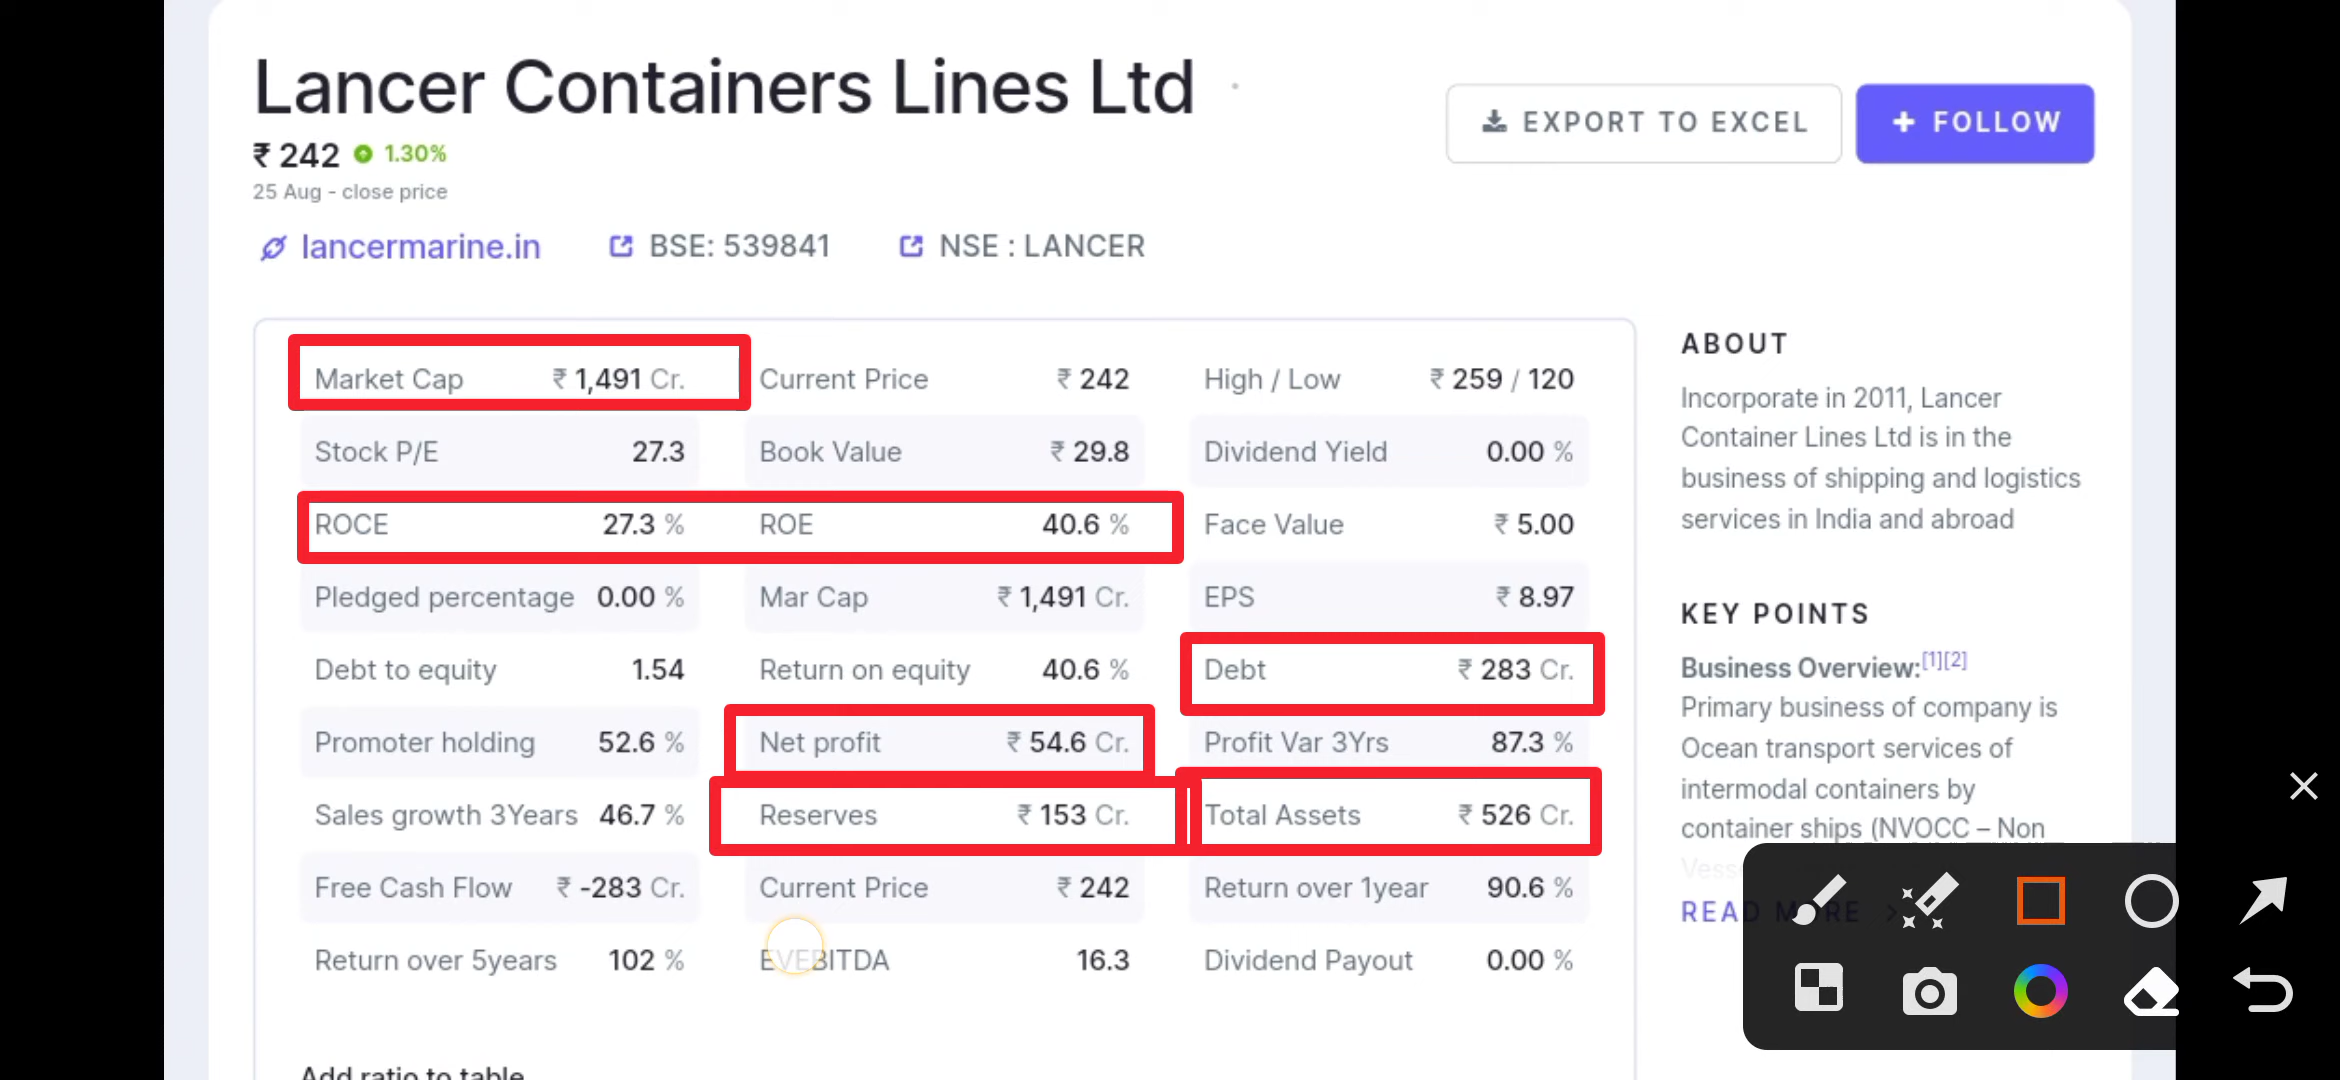 Lancer Containers Lines Ltd
₹ 242 1.30%
25 Aug - close price
EXPORT TO EXCEL
FOLLOW
lancermarine.in BSE: 539841 NSE : LANCER
Market Cap ₹ 1,491 Cr. Current Price ₹ 242 High / Low ₹ 259 / 120
Stock P/E 27.3 Book Value ₹ 29.8 Dividend Yield 0.00 %
ROCE 27.3 % ROE 40.6 % Face Value ₹ 5.00
Pledged percentage 0.00 % Mar Cap ₹ 1,491 Cr. EPS ₹ 8.97
Debt to equity 1.54 Return on equity 40.6 % Debt ₹ 283 Cr.
Promoter holding 52.6 % Net profit ₹ 54.6 Cr. Profit Var 3Yrs 87.3 %
Sales growth 3Years 46.7 % Reserves ₹ 153 Cr. Total Assets ₹ 526 Cr.
Free Cash Flow ₹ -283 Cr. Current Price ₹ 242 Return over 1year 90.6 %
Return over 5years 102 % EVEBITDA 16.3 Dividend Payout 0.00 %
Add ratio to table
ABOUT
Incorporate in 2011, Lancer
Container Lines Ltd is in the
business of shipping and logistics
services in India and abroad
KEY POINTS
Business Overview:[1][2]
Primary business of company is
Ocean transport services of
intermodal containers by
container ships (NVOCC – Non
READ MORE